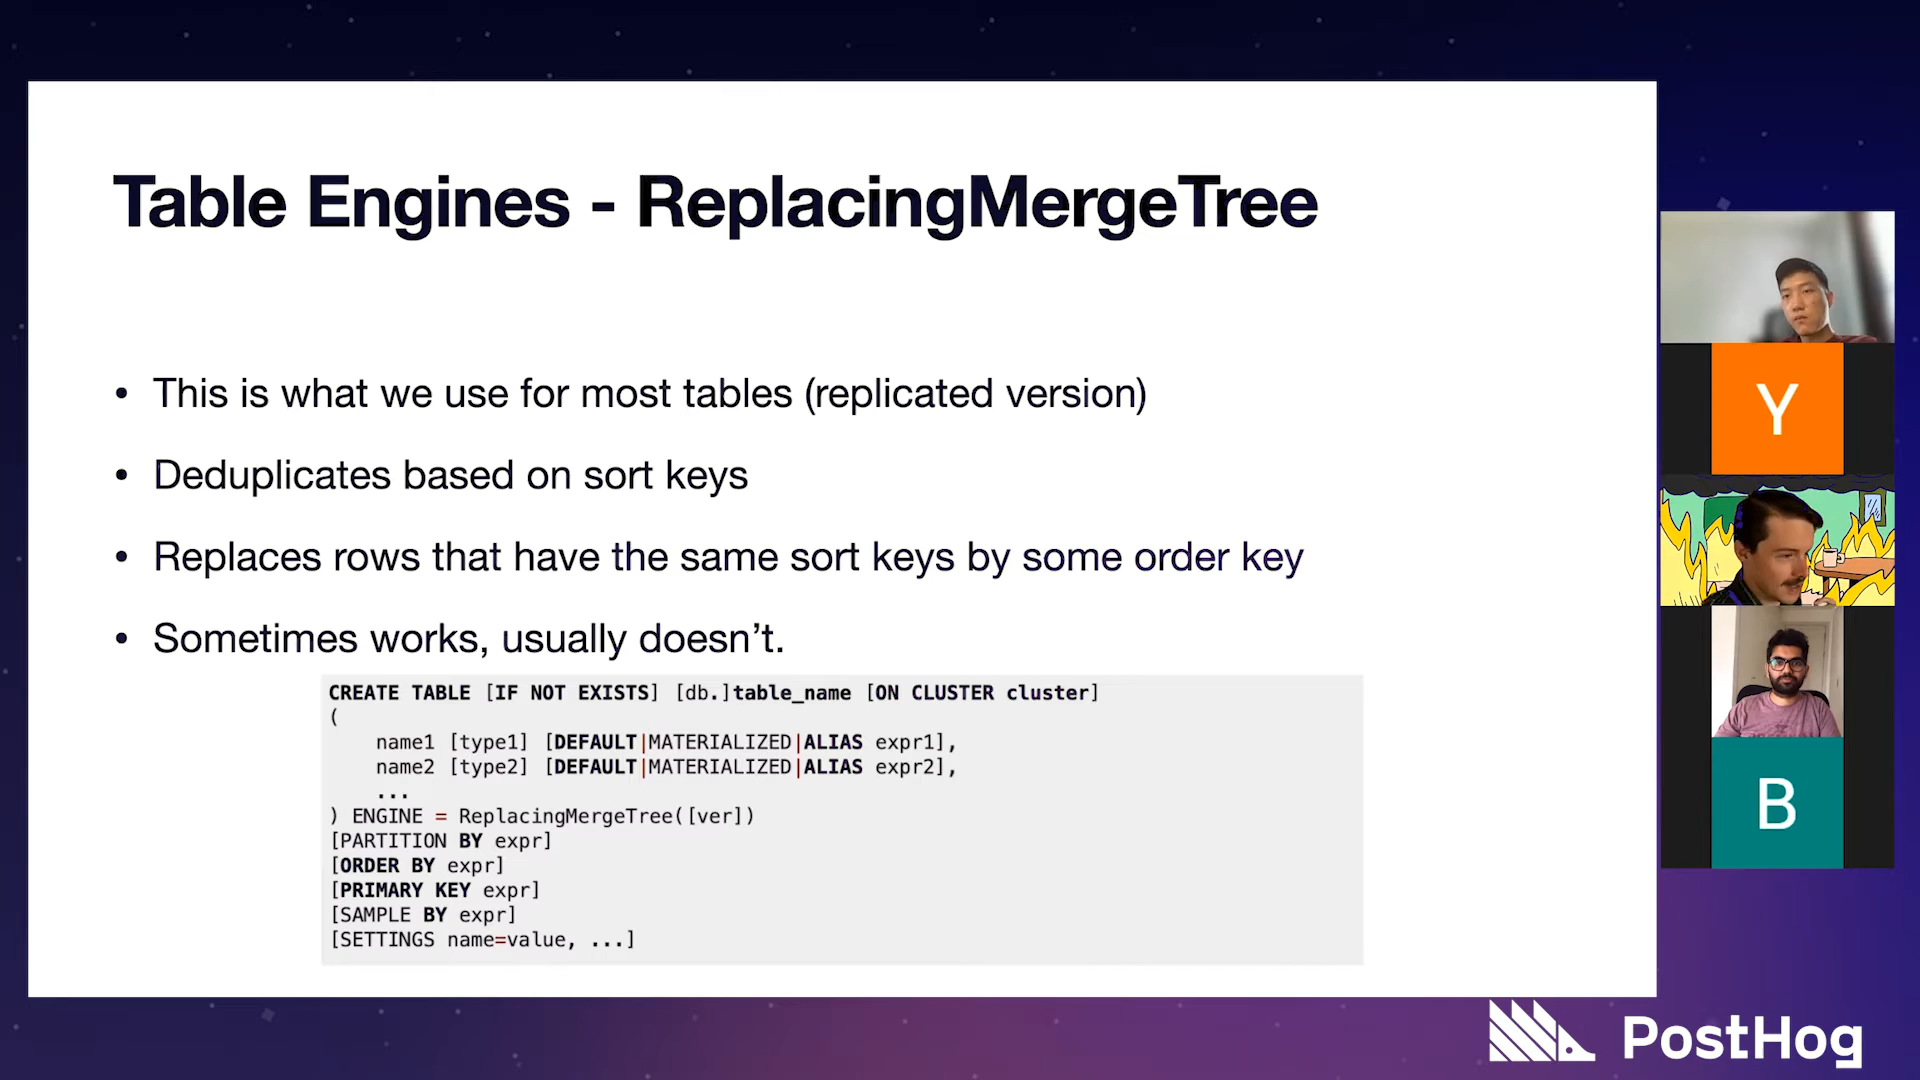 Table Engines - ReplacingMergeTree
• This is what we use for most tables (replicated version)
• Deduplicates based on sort keys
• Replaces rows that have the same sort keys by some order key
• Sometimes works, usually doesn’t.
CREATE TABLE [IF NOT EXISTS] [db.]table_name [ON CLUSTER cluster]
(
    name1 [type1] [DEFAULT|MATERIALIZED|ALIAS expr1],
    name2 [type2] [DEFAULT|MATERIALIZED|ALIAS expr2],
    ...
) ENGINE = ReplacingMergeTree([ver])
[PARTITION BY expr]
[ORDER BY expr]
[PRIMARY KEY expr]
[SAMPLE BY expr]
[SETTINGS name=value, ...]
Y
B
PostHog